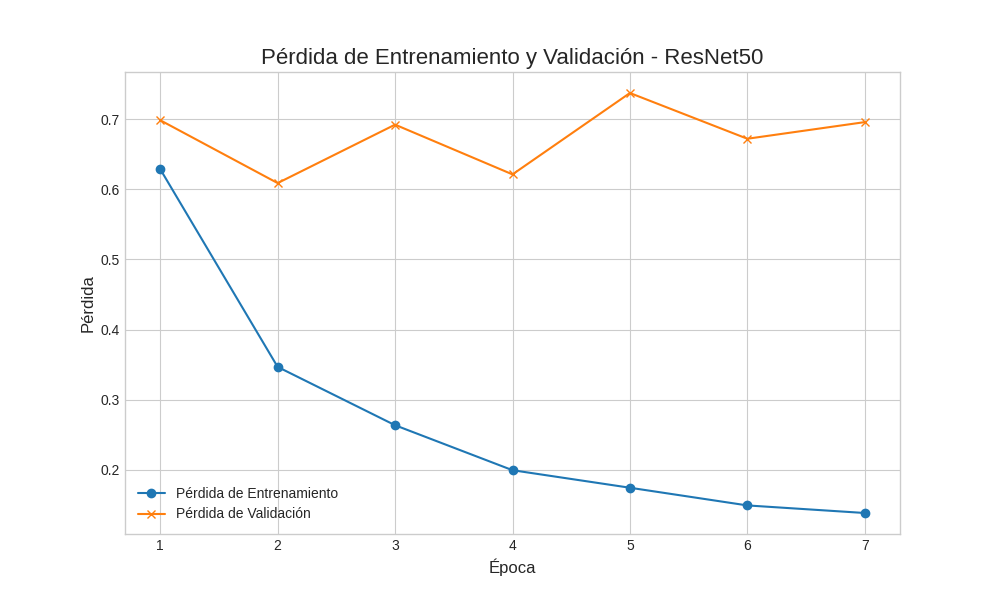 Pérdida de Entrenamiento y Validación - ResNet50
Pérdida
0.7
0.6
0.5
0.4
0.3
0.2
Pérdida de Entrenamiento
Pérdida de Validación
1 2 3 4 5 6 7
Época